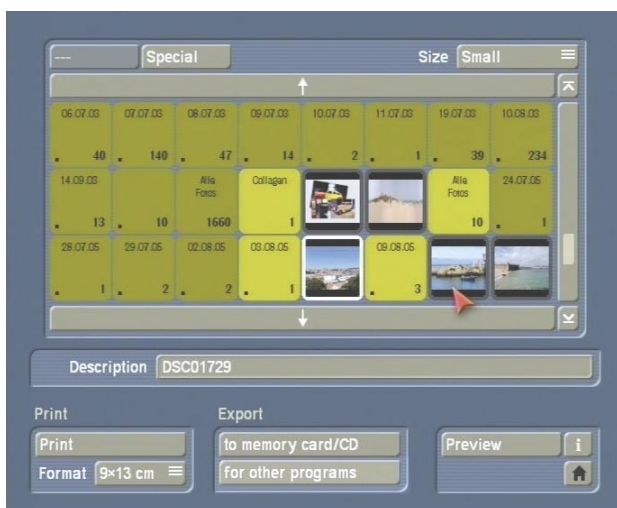 --- Special Size Small
06.07.03 07.07.03 08.07.03 09.07.03 10.07.03 11.07.03 19.07.03 10.08.03
40 140 47 14 2 1 39 234
14.09.03 Alle Fotos Collagen Alle Fotos 24.07.05
13 10 1660 1 10 1
28.07.05 29.07.05 02.08.05 03.08.05 09.08.05
1 2 2 1 3
Description DSC01729
Print Export
Print to memory card/CD Preview i
Format 9×13 cm for other programs